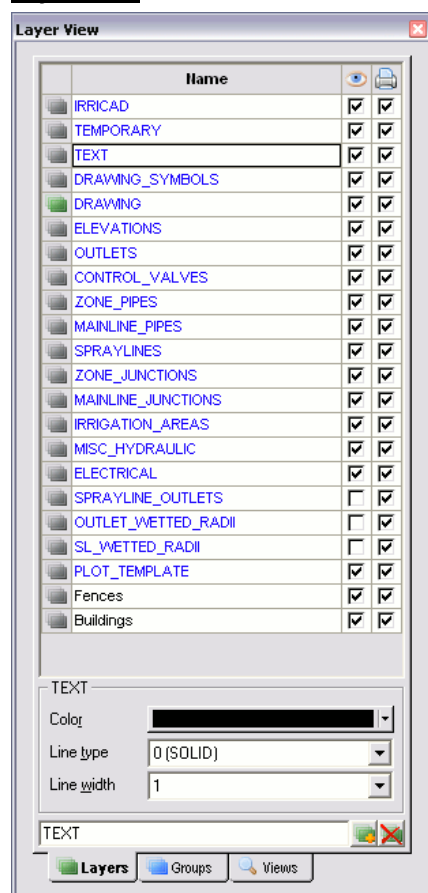 Layer View
Name
IRRICAD
TEMPORARY
TEXT
DRAWING_SYMBOLS
DRAWING
ELEVATIONS
OUTLETS
CONTROL_VALVES
ZONE_PIPES
MAINLINE_PIPES
SPRAYLINES
ZONE_JUNCTIONS
MAINLINE_JUNCTIONS
IRRIGATION_AREAS
MISC_HYDRAULIC
ELECTRICAL
SPRAYLINE_OUTLETS
OUTLET_WETTED_RADII
SL_WETTED_RADII
PLOT_TEMPLATE
Fences
Buildings
TEXT
Color
Line type 0 (SOLID)
Line width 1
TEXT
Layers Groups Views